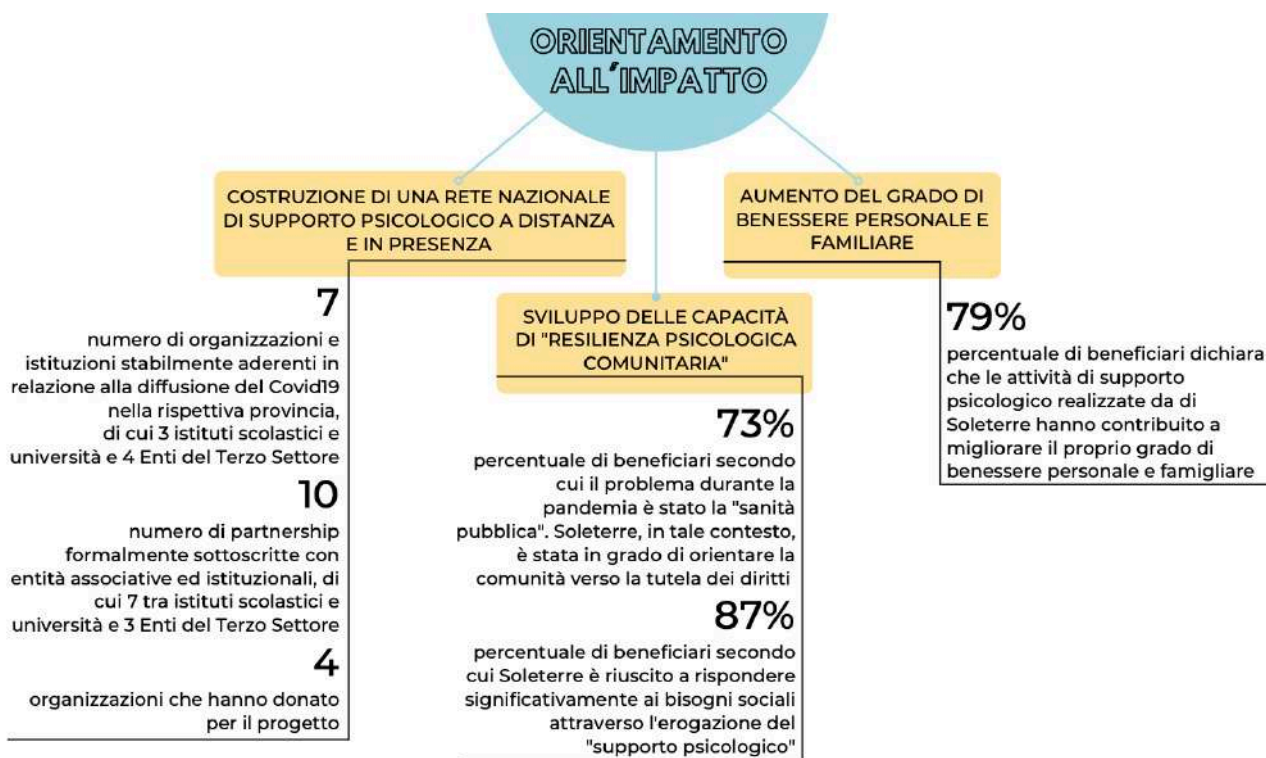 ORIENTAMENTO
ALL'IMPATTO
COSTRUZIONE DI UNA RETE NAZIONALE
DI SUPPORTO PSICOLOGICO A DISTANZA
E IN PRESENZA
7
numero di organizzazioni e
istituzioni stabilmente aderenti in
relazione alla diffusione del Covid19
nella rispettiva provincia,
di cui 3 istituti scolastici e
università e 4 Enti del Terzo Settore
10
numero di partnership
formalmente sottoscritte con
entità associative ed istituzionali, di
cui 7 tra istituti scolastici e
università e 3 Enti del Terzo Settore
4
organizzazioni che hanno donato
per il progetto
SVILUPPO DELLE CAPACITÀ
DI "RESILIENZA PSICOLOGICA
COMUNITARIA"
73%
percentuale di beneficiari secondo
cui il problema durante la
pandemia è stato la "sanità
pubblica". Soleterre, in tale contesto,
è stata in grado di orientare la
comunità verso la tutela dei diritti
87%
percentuale di beneficiari secondo
cui Soleterre è riuscito a rispondere
significativamente ai bisogni sociali
attraverso l'erogazione del
"supporto psicologico"
AUMENTO DEL GRADO DI
BENESSERE PERSONALE E
FAMILIARE
79%
percentuale di beneficiari dichiara
che le attività di supporto
psicologico realizzate da di
Soleterre hanno contribuito a
migliorare il proprio grado di
benessere personale e famigliare